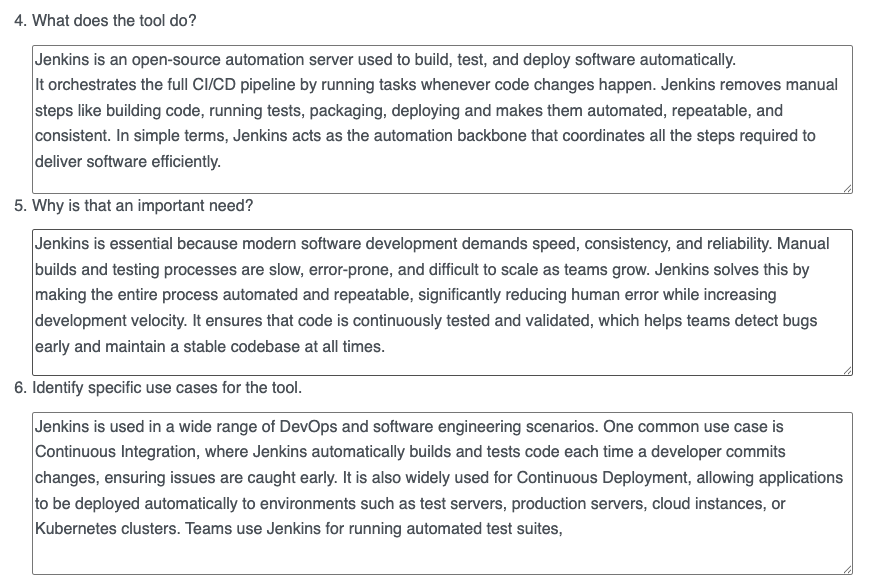 4. What does the tool do?
Jenkins is an open-source automation server used to build, test, and deploy software automatically.
It orchestrates the full CI/CD pipeline by running tasks whenever code changes happen. Jenkins removes manual
steps like building code, running tests, packaging, deploying and makes them automated, repeatable, and
consistent. In simple terms, Jenkins acts as the automation backbone that coordinates all the steps required to
deliver software efficiently.
5. Why is that an important need?
Jenkins is essential because modern software development demands speed, consistency, and reliability. Manual
builds and testing processes are slow, error-prone, and difficult to scale as teams grow. Jenkins solves this by
making the entire process automated and repeatable, significantly reducing human error while increasing
development velocity. It ensures that code is continuously tested and validated, which helps teams detect bugs
early and maintain a stable codebase at all times.
6. Identify specific use cases for the tool.
Jenkins is used in a wide range of DevOps and software engineering scenarios. One common use case is
Continuous Integration, where Jenkins automatically builds and tests code each time a developer commits
changes, ensuring issues are caught early. It is also widely used for Continuous Deployment, allowing applications
to be deployed automatically to environments such as test servers, production servers, cloud instances, or
Kubernetes clusters. Teams use Jenkins for running automated test suites,